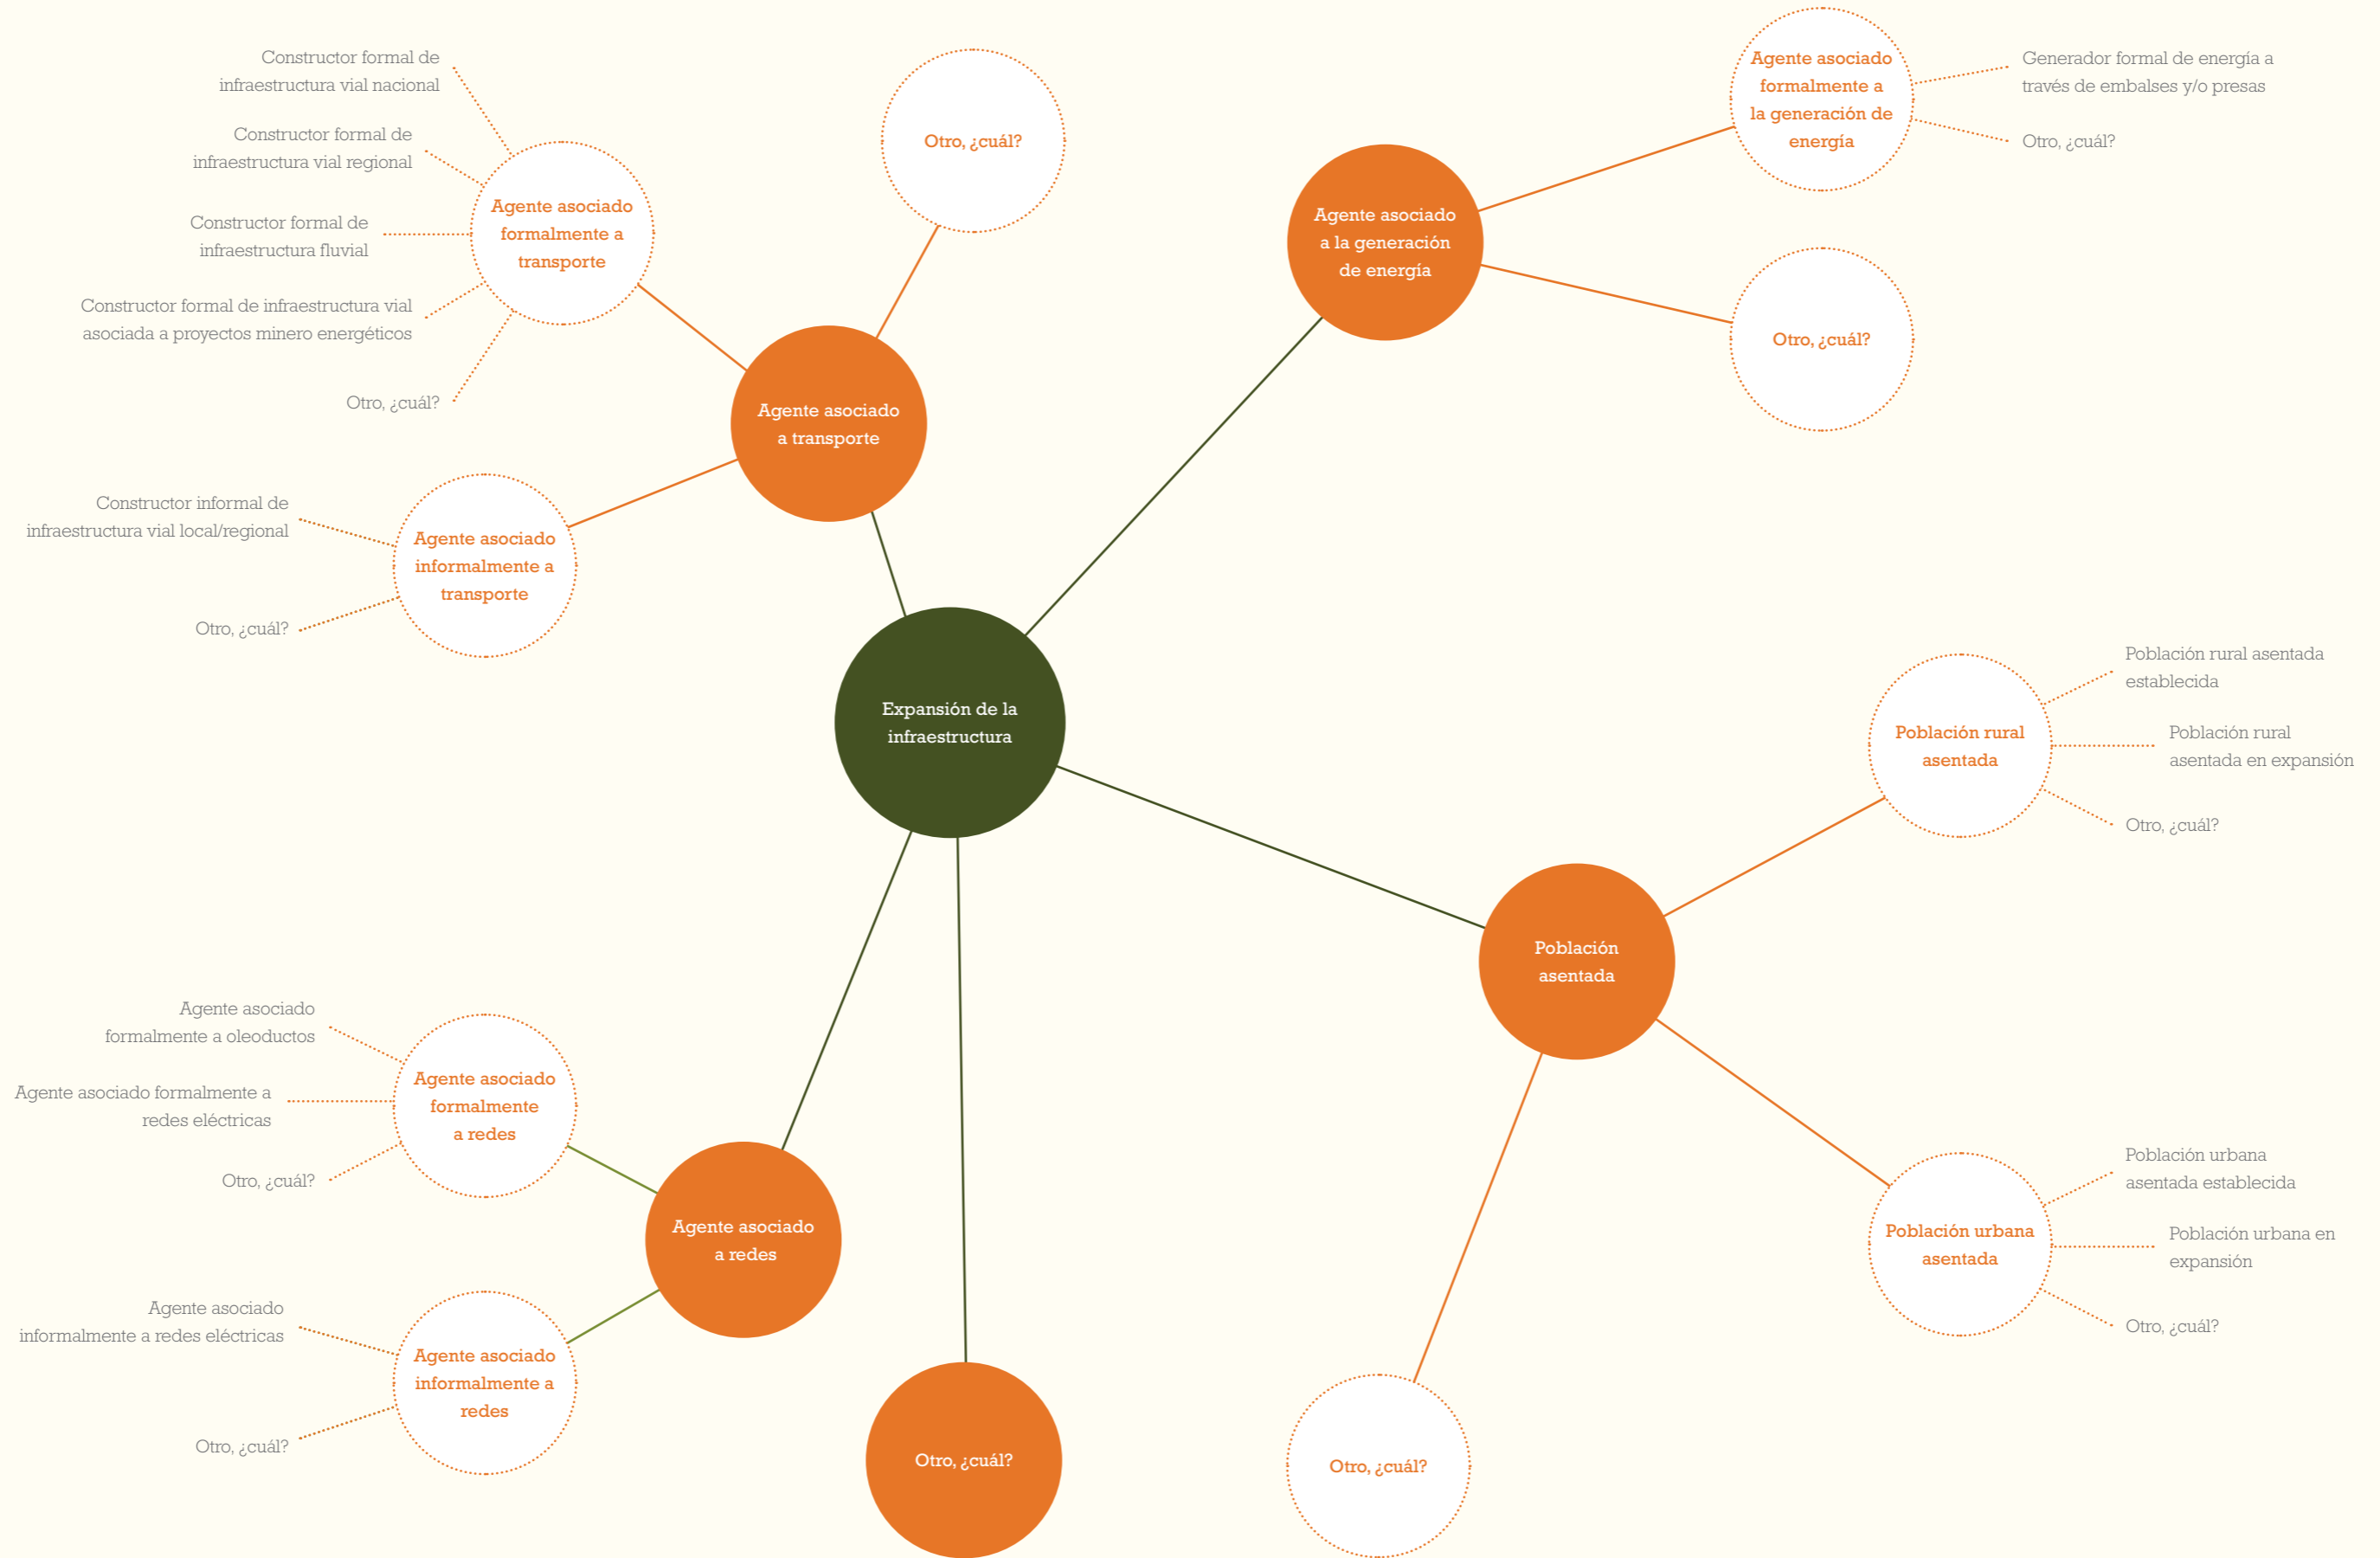 Constructor formal de
infraestructura vial nacional
Constructor formal de
infraestructura vial regional
Constructor formal de
infraestructura fluvial
Constructor formal de infraestructura vial
asociada a proyectos minero energéticos
Otro, ¿cuál?
Agente asociado
formalmente a
transporte
Otro, ¿cuál?
Agente asociado
a transporte
Constructor informal de
infraestructura vial local/regional
Otro, ¿cuál?
Agente asociado
informalmente a
transporte
Agente asociado
a la generación
de energía
Agente asociado
formalmente a
la generación de
energía
Generador formal de energía a
través de embalses y/o presas
Otro, ¿cuál?
Otro, ¿cuál?
Expansión de la
infraestructura
Población
asentada
Población rural
asentada
Población rural asentada
establecida
Población rural
asentada en expansión
Otro, ¿cuál?
Población urbana
asentada
Población urbana
asentada establecida
Población urbana en
expansión
Otro, ¿cuál?
Otro, ¿cuál?
Agente asociado
formalmente a oleoductos
Agente asociado formalmente a
redes eléctricas
Otro, ¿cuál?
Agente asociado
formalmente
a redes
Agente asociado
a redes
Agente asociado
informalmente a redes eléctricas
Otro, ¿cuál?
Agente asociado
informalmente a
redes
Otro, ¿cuál?